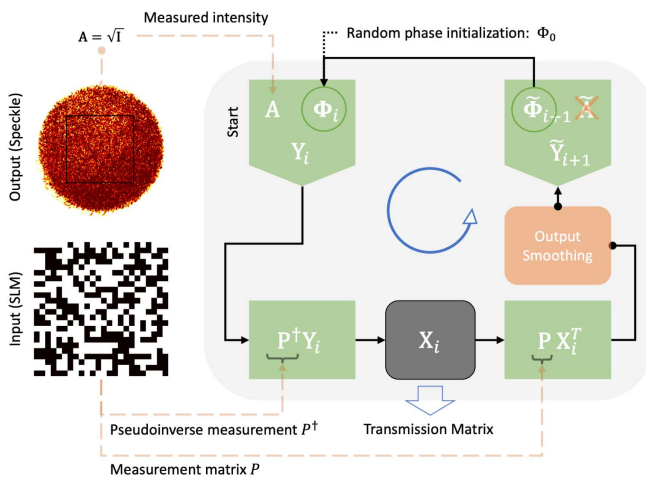 Measured intensity
A = √I
Random phase initialization: Φ₀
Output (Speckle)
Start
A Φᵢ
Yᵢ
Φ̃ᵢ₊₁ Ã
Ỹᵢ₊₁
Output
Smoothing
Input (SLM)
P†Yᵢ
Xᵢ
P Xᵢᵀ
Pseudoinverse measurement P†
Transmission Matrix
Measurement matrix P